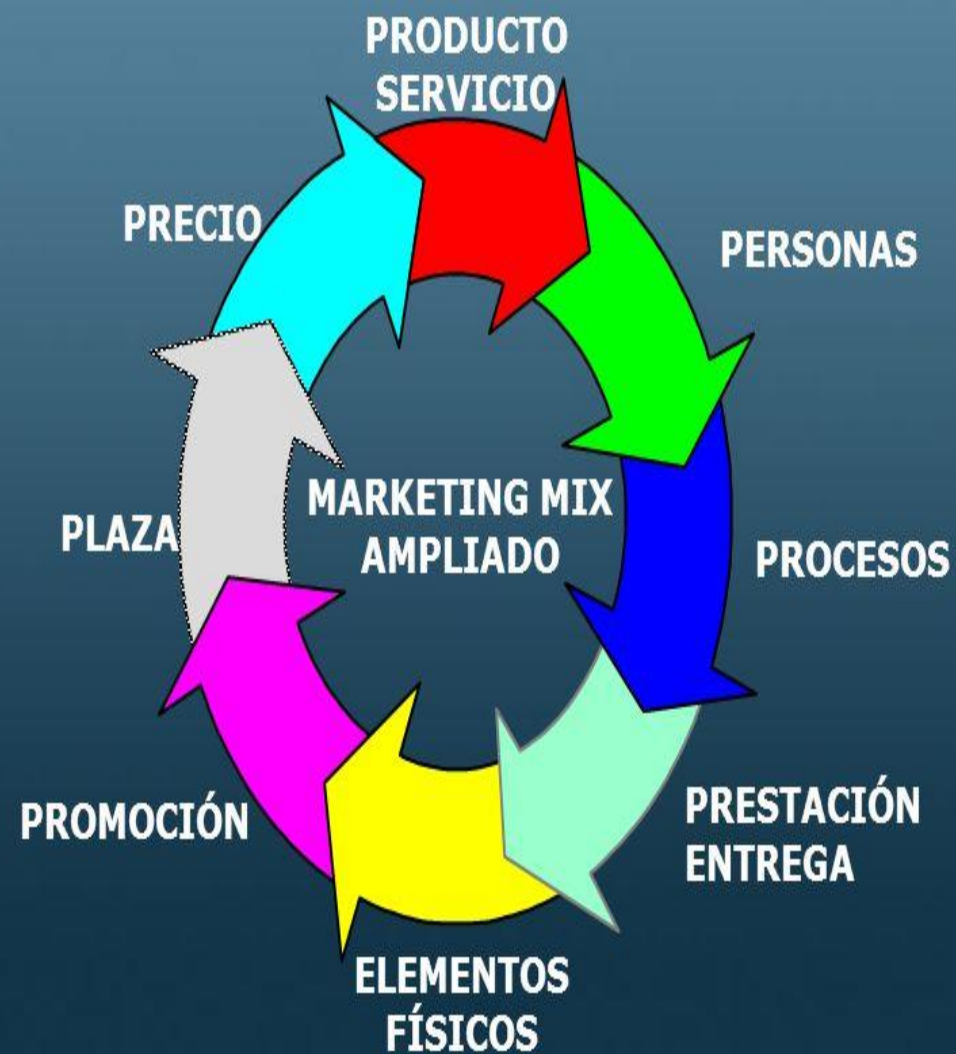 PRODUCTO
SERVICIO
PRECIO
PERSONAS
MARKETING MIX
AMPLIADO
PLAZA
PROCESOS
PROMOCIÓN
PRESTACIÓN
ENTREGA
ELEMENTOS
FÍSICOS